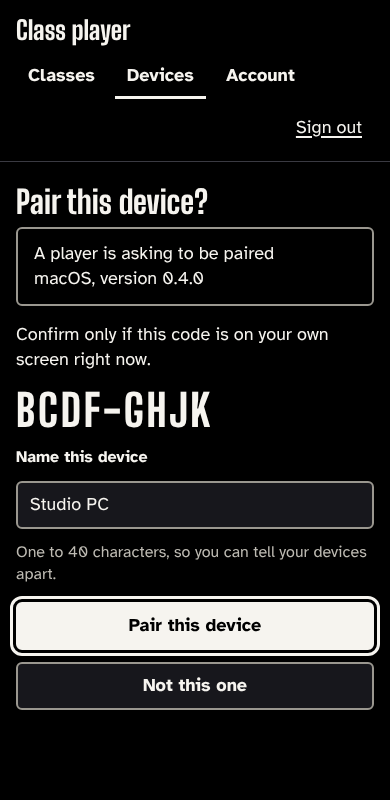 Class player
Classes Devices Account
Sign out
Pair this device?
A player is asking to be paired
macOS, version 0.4.0
Confirm only if this code is on your own
screen right now.
BCDF-GHJK
Name this device
Studio PC
One to 40 characters, so you can tell your devices
apart.
Pair this device
Not this one